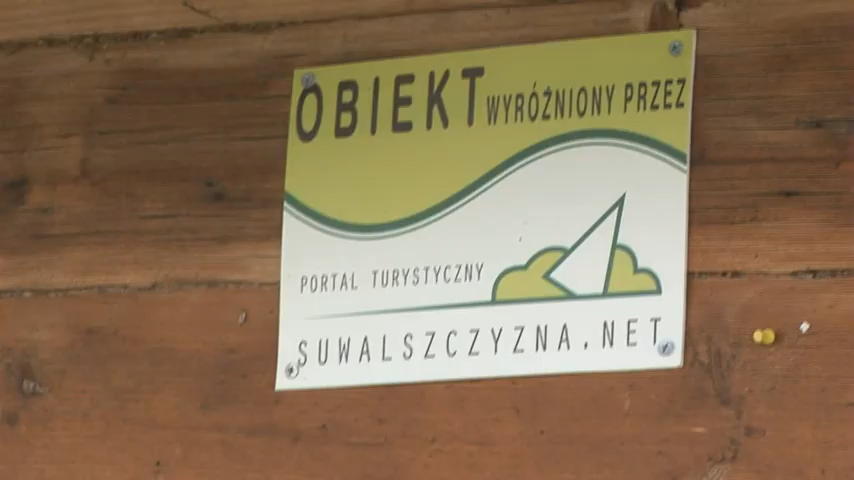 OBIEKT WYRÓŻNIONY PRZEZ
PORTAL TURYSTYCZNY
SUWALSZCZYZNA.NET